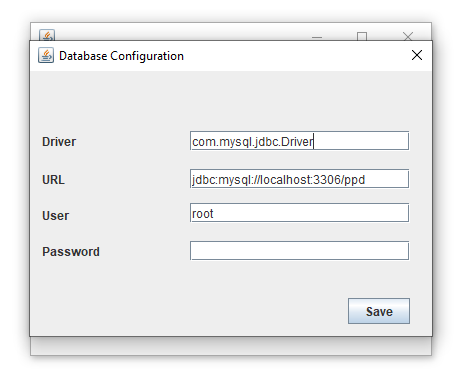 Database Configuration
Driver com.mysql.jdbc.Driver
URL jdbc:mysql://localhost:3306/ppd
User root
Password
Save